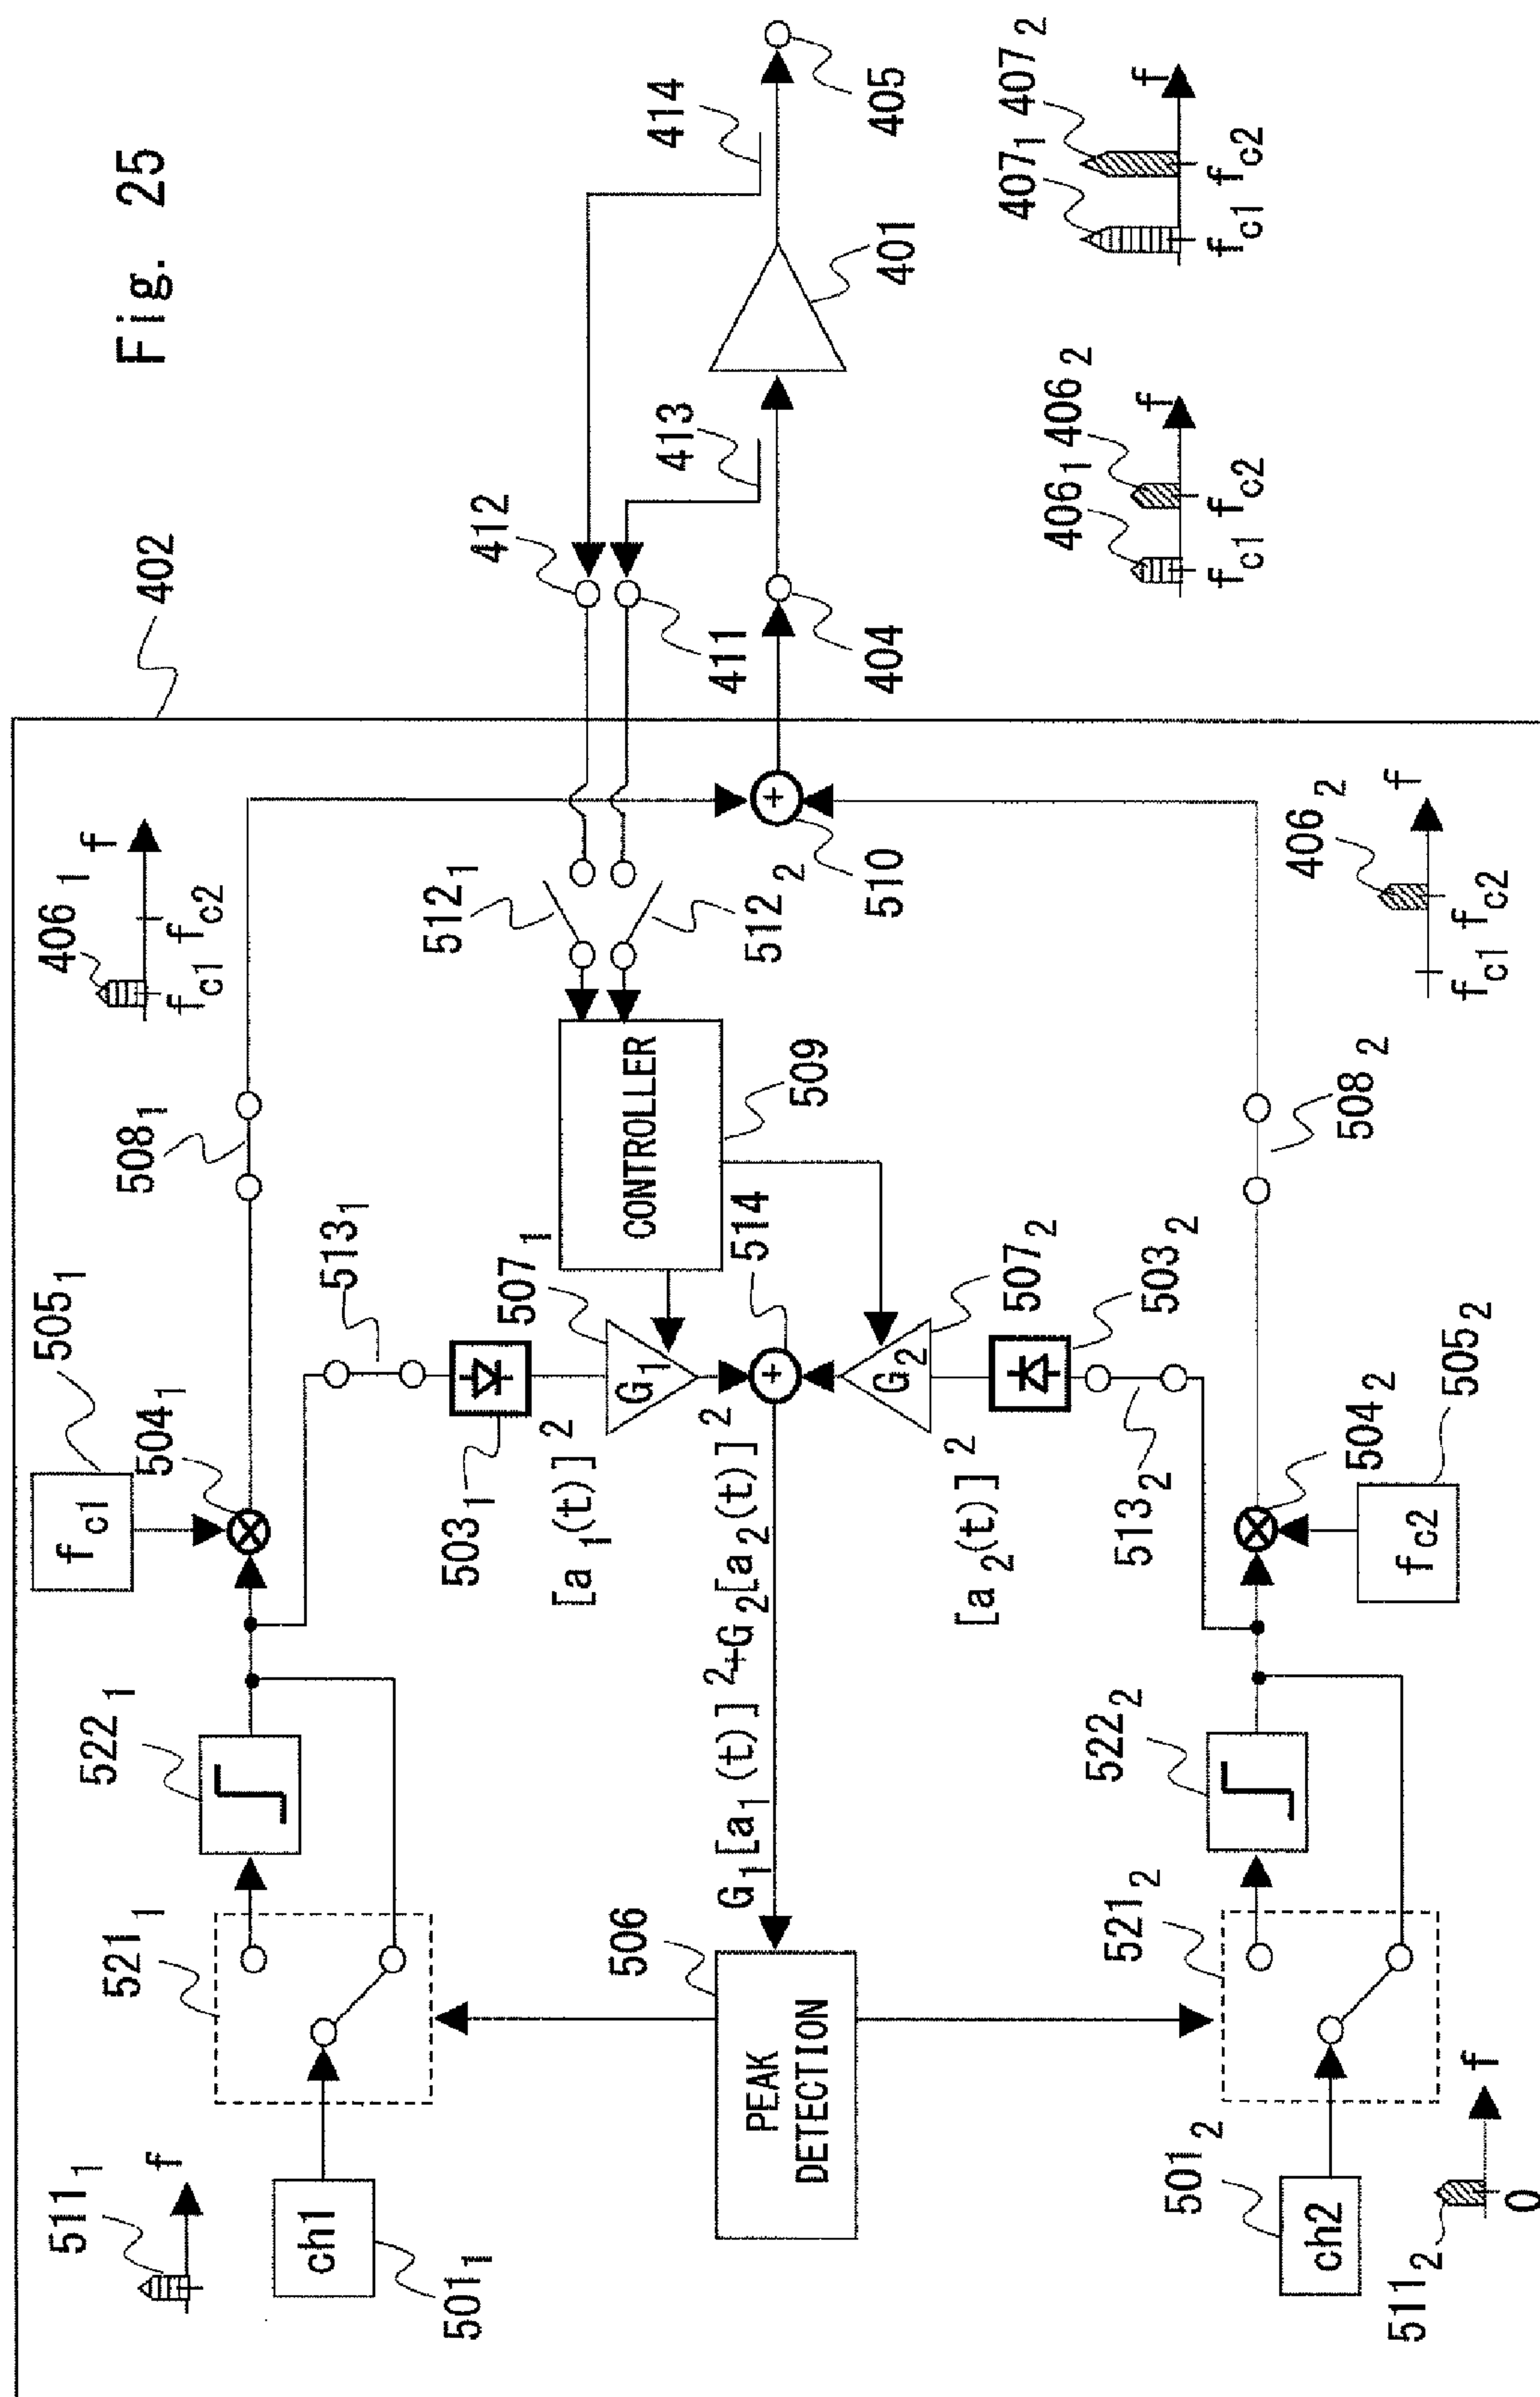 Fig. 25
402
511₁
f
ch1
501₁
521₁
522₁
f_c1
505₁
504₁
513₁
508₁
406₁
f
f_c1 f_c2
503₁
[a₁(t)]²
G₁
507₁
CONTROLLER
509
512₁
512₂
412
411
413
414
PEAK
DETECTION
506
G₁[a₁(t)]²+G₂[a₂(t)]²
514
510
404
401
405
G₂
507₂
503₂
[a₂(t)]²
513₂
406₁ 406₂
f
f_c1 f_c2
407₁ 407₂
f
f_c1 f_c2
ch2
501₂
511₂
f
0
521₂
522₂
504₂
f_c2
505₂
508₂
406₂
f
f_c1 f_c2